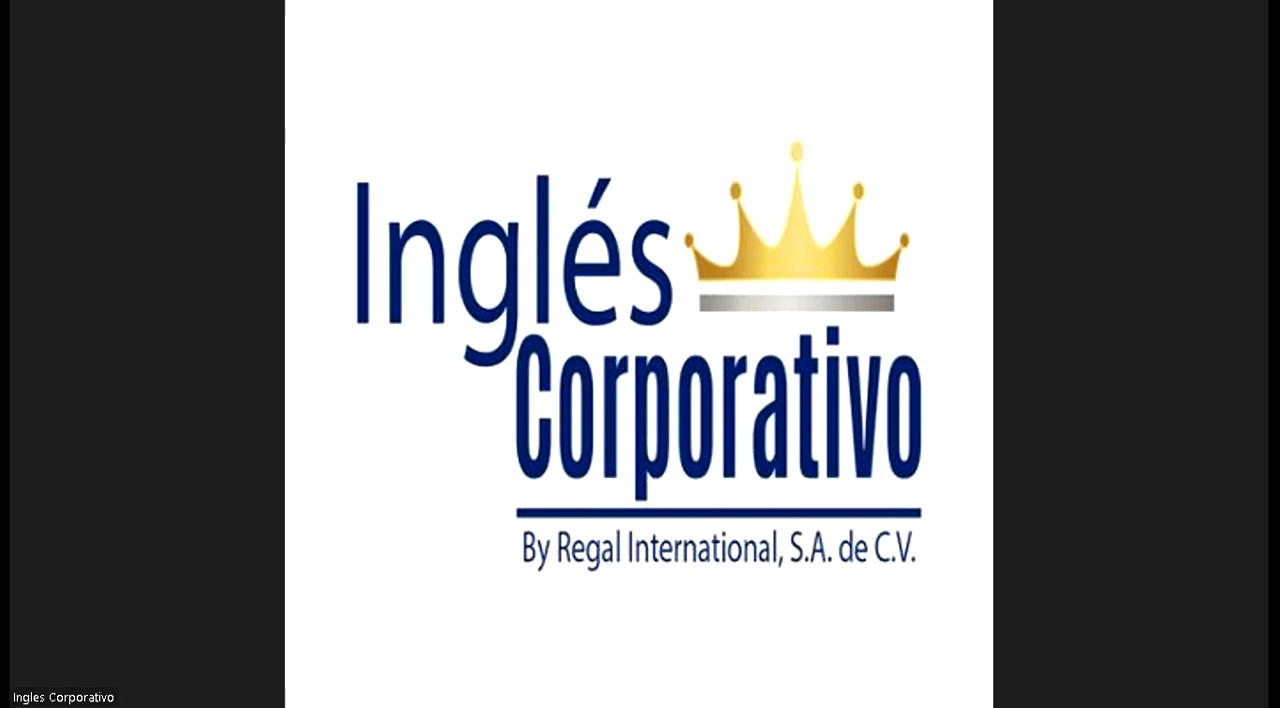 Inglés
Corporativo
By Regal International, S.A. de C.V.
Ingles Corporativo